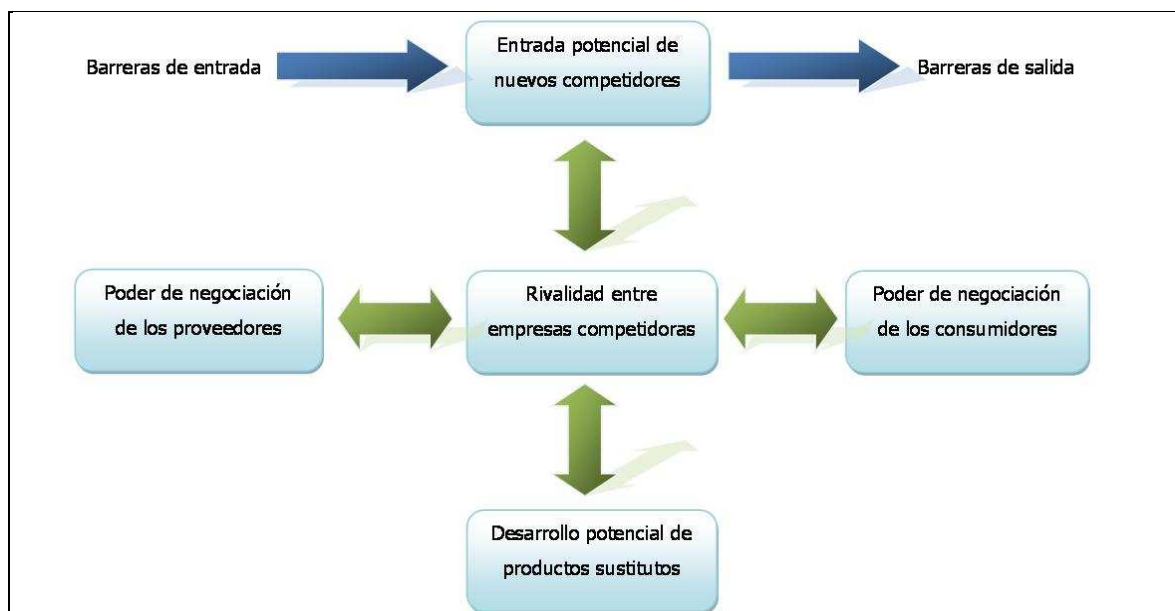 Entrada potencial de
nuevos competidores
Barreras de entrada
Barreras de salida
Poder de negociación
de los proveedores
Rivalidad entre
empresas competidoras
Poder de negociación
de los consumidores
Desarrollo potencial de
productos sustitutos